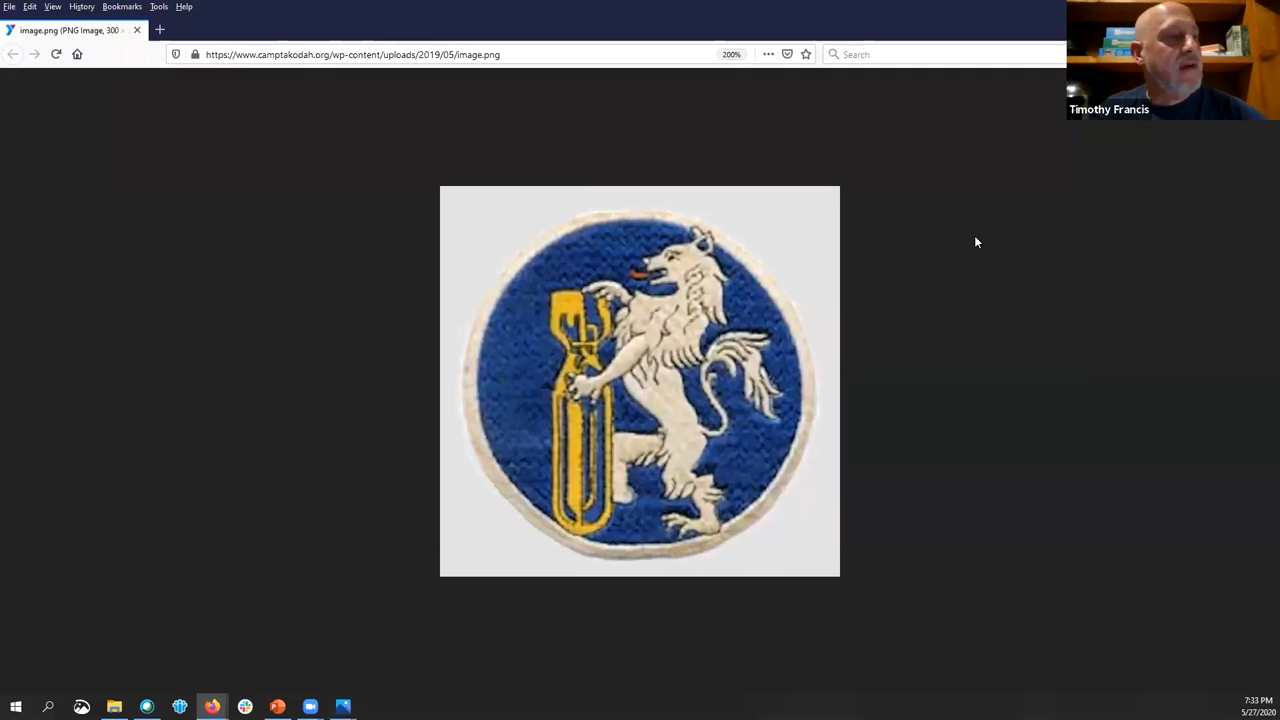 File Edit View History Bookmarks Tools Help
image.png (PNG Image, 300 ×
https://www.camptakodah.org/wp-content/uploads/2019/05/image.png
200%
Search
Timothy Francis
7:33 PM
5/27/2020